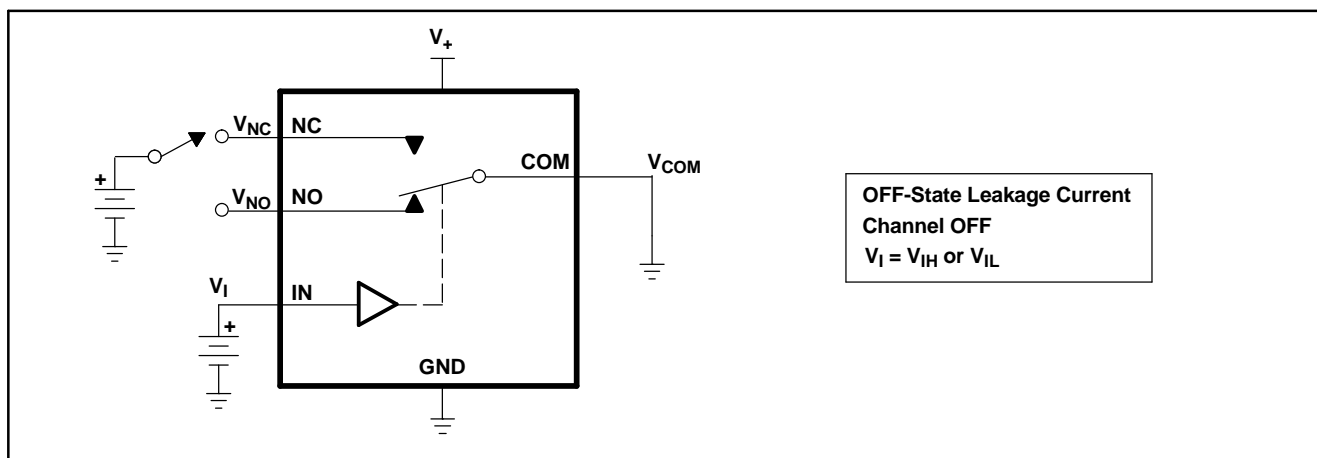 V+
VNC NC
+
COM VCOM
VNO NO
VI IN
+
GND
OFF-State Leakage Current
Channel OFF
VI = VIH or VIL